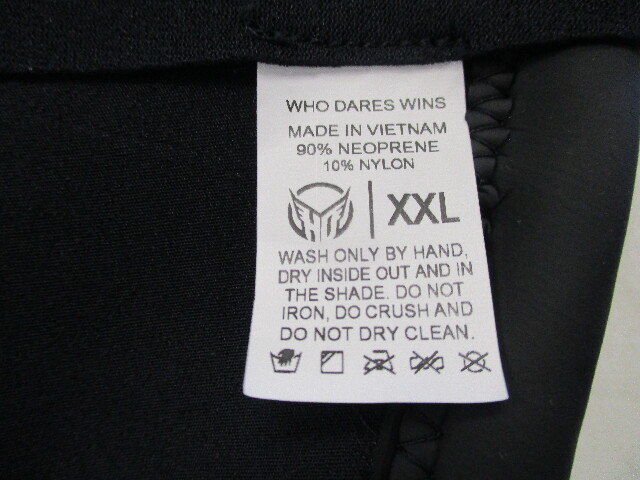 WHO DARES WINS
MADE IN VIETNAM
90% NEOPRENE
10% NYLON
XXL
WASH ONLY BY HAND,
DRY INSIDE OUT AND IN
THE SHADE. DO NOT
IRON, DO CRUSH AND
DO NOT DRY CLEAN.